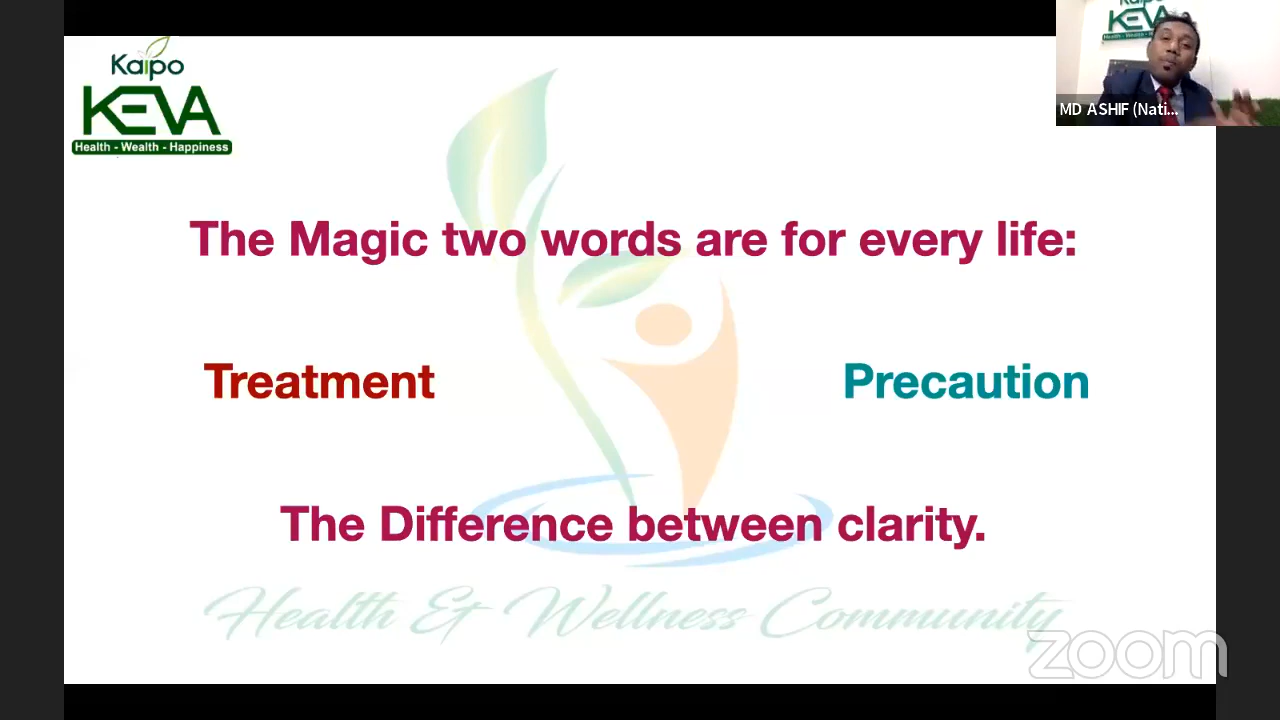 Kaipo
KEVA
Health - Wealth - Happiness
KEVA
MD ASHIF (Nati...
The Magic two words are for every life:
Treatment
Precaution
The Difference between clarity.
Health & Wellness Community
zoom